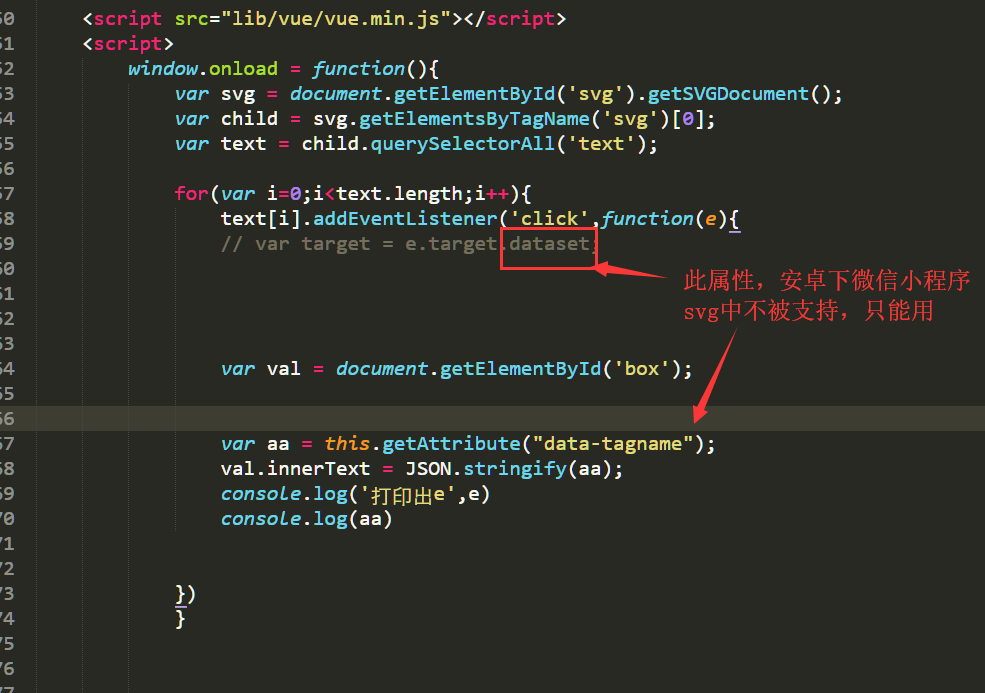 50 <script src="lib/vue/vue.min.js"></script>
51 <script>
52 window.onload = function(){
53 var svg = document.getElementById('svg').getSVGDocument();
54 var child = svg.getElementsByTagName('svg')[0];
55 var text = child.querySelectorAll('text');
56
57 for(var i=0;i<text.length;i++){
58 text[i].addEventListener('click',function(e){
59 // var target = e.target.dataset;
60
此属性，安卓下微信小程序
61
svg中不被支持，只能用
62
63
64 var val = document.getElementById('box');
65
66
67 var aa = this.getAttribute("data-tagname");
68 val.innerText = JSON.stringify(aa);
69 console.log('打印出e',e)
70 console.log(aa)
71
72
73 })
74 }
75
76
77